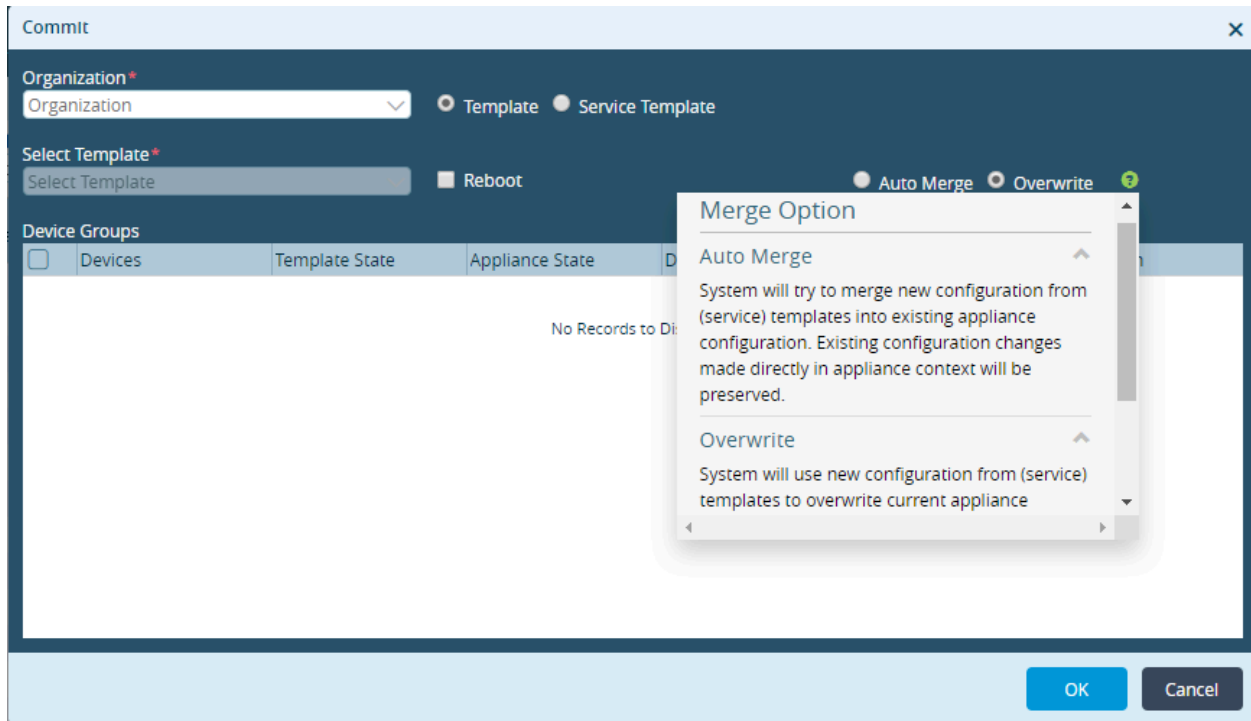 Commit
Organization*
Organization
Template Service Template
Select Template*
Select Template
Reboot
Auto Merge Overwrite ?
Device Groups
Devices Template State Appliance State D
No Records to Di
Merge Option
Auto Merge
System will try to merge new configuration from
(service) templates into existing appliance
configuration. Existing configuration changes
made directly in appliance context will be
preserved.
Overwrite
System will use new configuration from (service)
templates to overwrite current appliance
OK Cancel